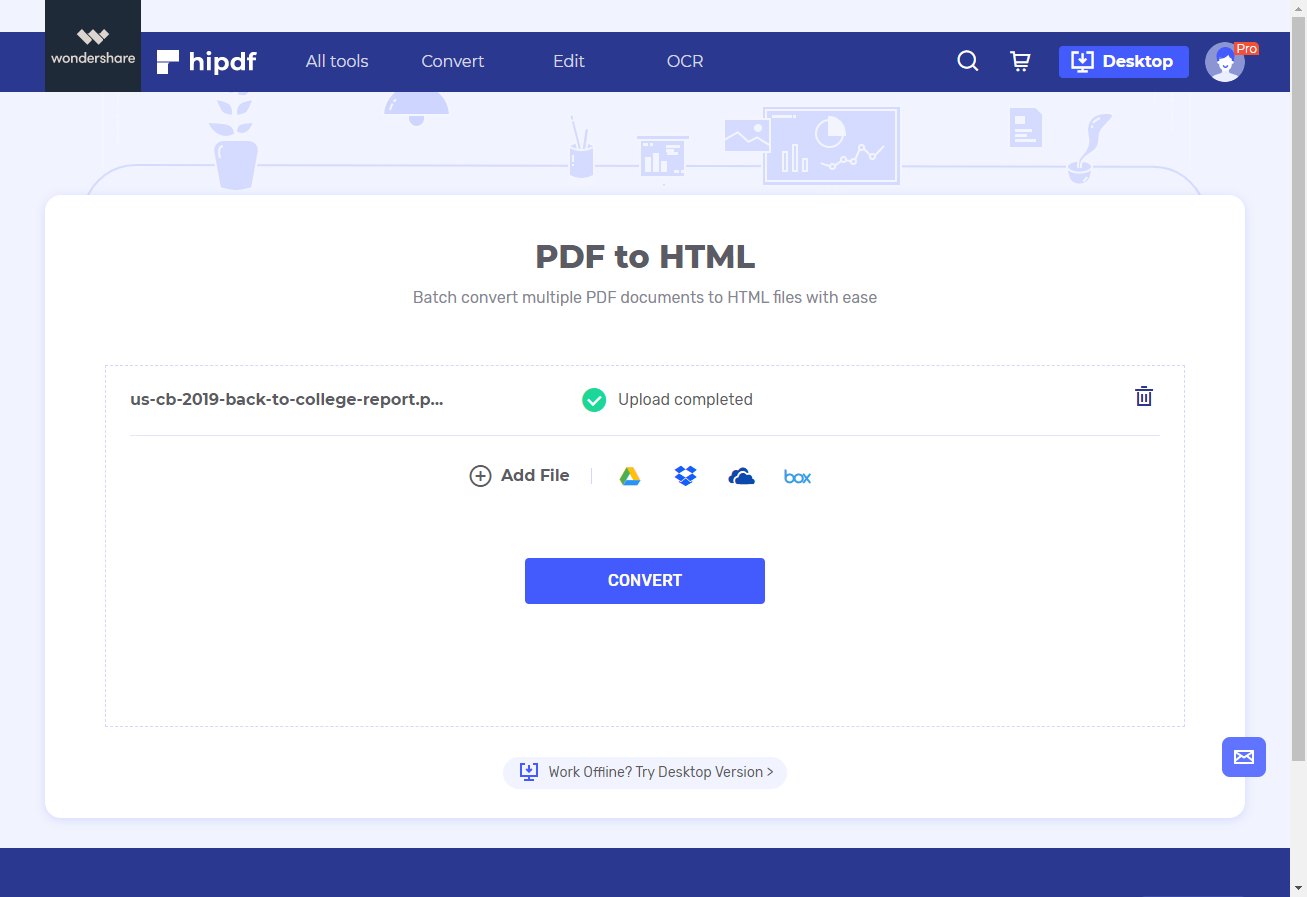 wondershare
hipdf
All tools
Convert
Edit
OCR
Desktop
Pro
PDF to HTML
Batch convert multiple PDF documents to HTML files with ease
us-cb-2019-back-to-college-report.p...
Upload completed
Add File
box
CONVERT
Work Offline? Try Desktop Version >